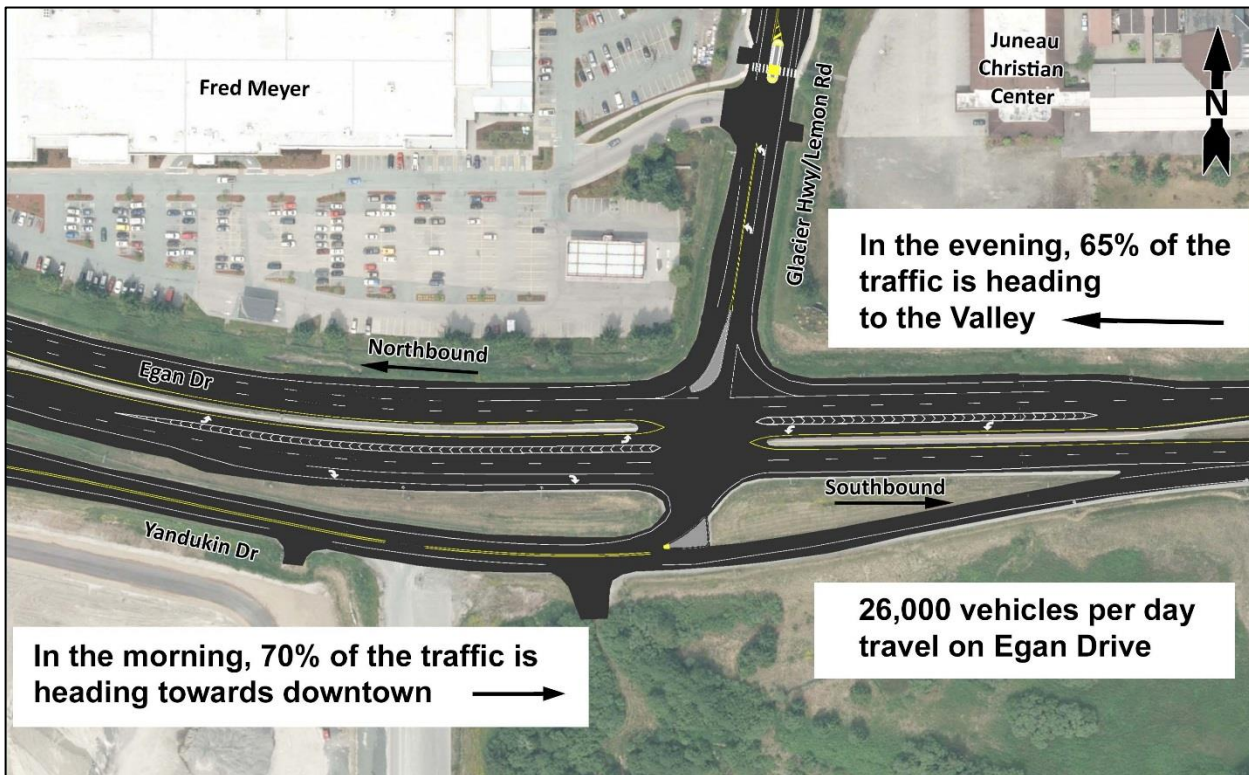 Fred Meyer
Juneau
Christian
Center
N
Glacier Hwy/Lemon Rd
In the evening, 65% of the
traffic is heading
to the Valley
Northbound
Egan Dr
Southbound
Yandukin Dr
26,000 vehicles per day
travel on Egan Drive
In the morning, 70% of the traffic is
heading towards downtown